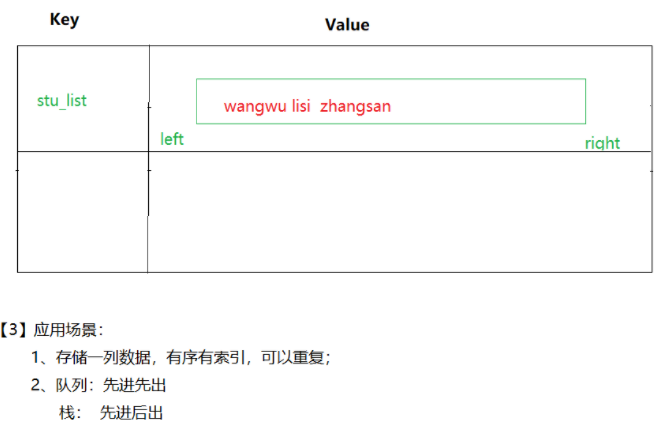 Key Value
stu_list wangwu lisi zhangsan
left right
【3】应用场景:
1、存储一列数据，有序有索引，可以重复；
2、队列：先进先出
栈： 先进后出